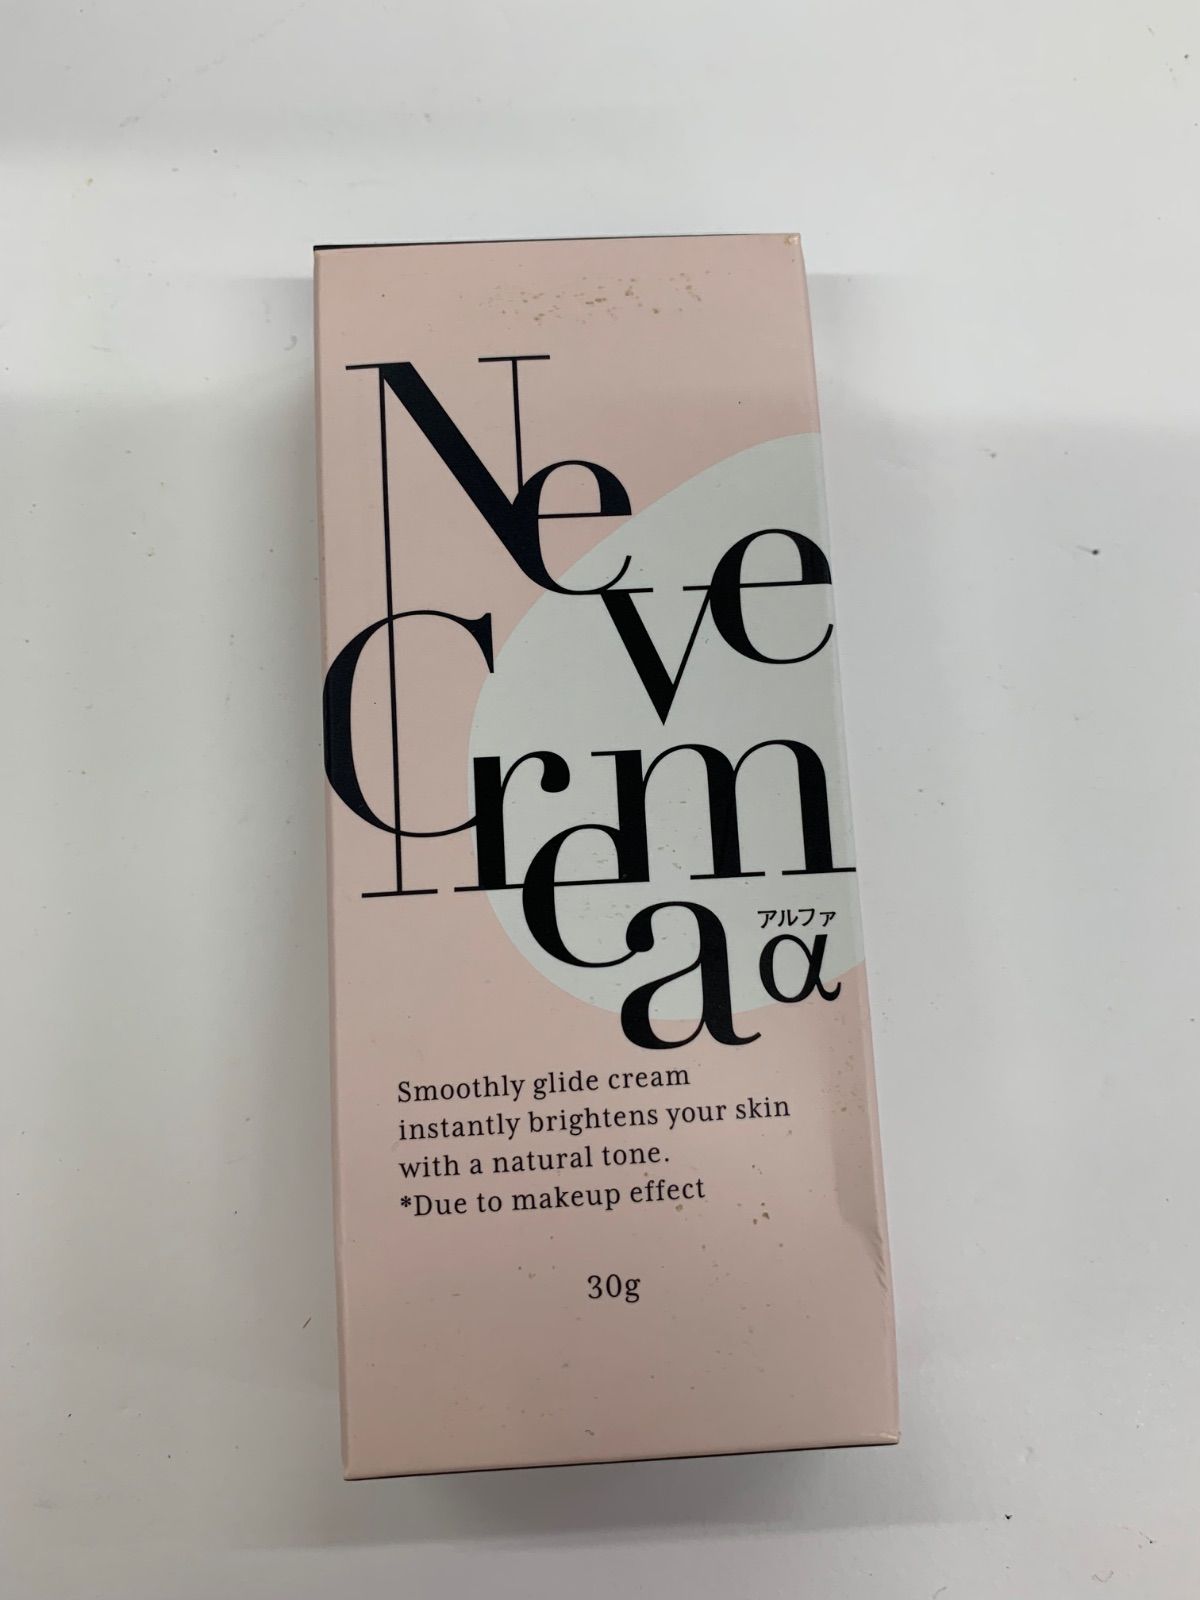 Neve
Crema
アルファ
α
Smoothly glide cream
instantly brightens your skin
with a natural tone.
*Due to makeup effect
30g